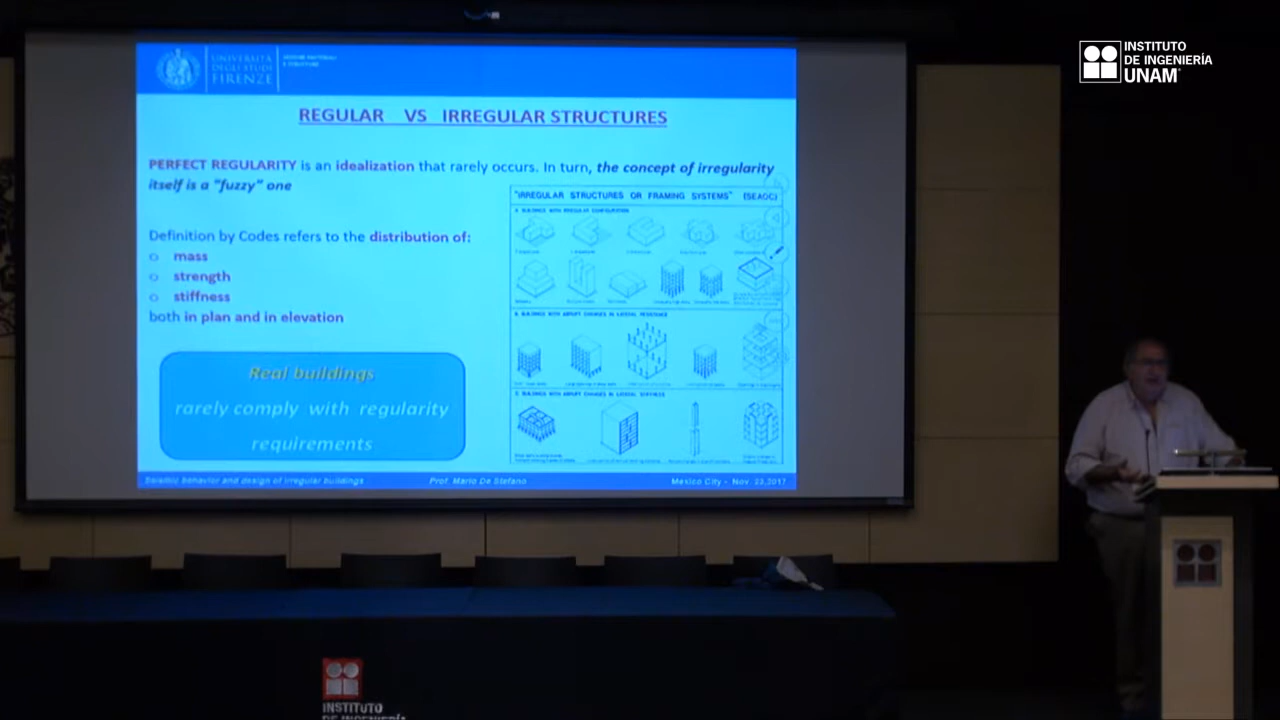 INSTITUTO
DE INGENIERÍA
UNAM
UNIVERSITÀ
DEGLI STUDI
FIRENZE
REGULAR VS IRREGULAR STRUCTURES
PERFECT REGULARITY is an idealization that rarely occurs. In turn, the concept of irregularity
itself is a "fuzzy" one
"IRREGULAR STRUCTURES OR FRAMING SYSTEMS" (SEAOC)
Definition by Codes refers to the distribution of:
o mass
o strength
o stiffness
both in plan and in elevation
Real buildings
rarely comply with regularity
requirements
Seismic behavior and design of irregular buildings
Prof. Mario De Stefano
Mexico City - Nov. 23, 2017
INSTITUTO
DE INGENIERÍA